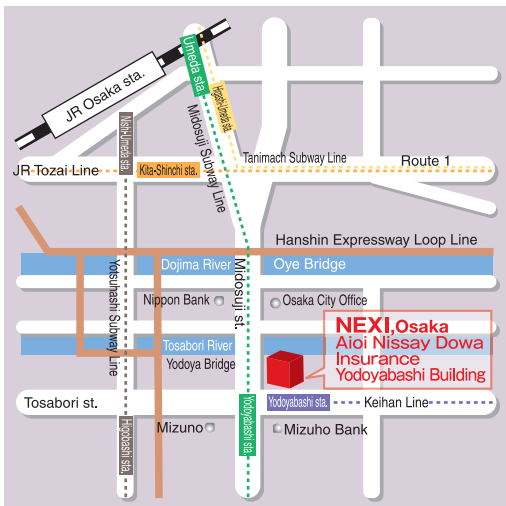 JR Osaka sta.
Umeda sta.
Higashi-Umeda sta.
Midosuji Subway Line
Nishi-Umeda sta.
Tanimach Subway Line
Route 1
JR Tozai Line
Kita-Shinchi sta.
Hanshin Expressway Loop Line
Dojima River
Oye Bridge
Yotsuhashi Subway Line
Midosuji st.
Nippon Bank
Osaka City Office
NEXI,Osaka
Aioi Nissay Dowa
Insurance
Yodoyabashi Building
Tosabori River
Yodoya Bridge
Tosabori st.
Yodoyabashi sta.
Yodoyabashi sta.
Keihan Line
Higobashi sta.
Mizuno
Mizuho Bank